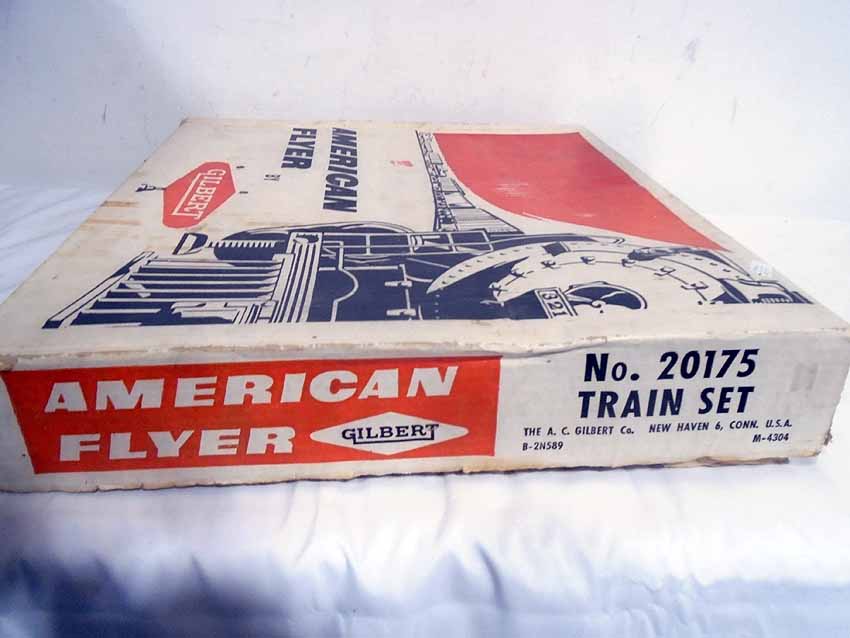 AMERICAN
FLYER
BY
GILBERT
321
AMERICAN
FLYER GILBERT
No. 20175
TRAIN SET
THE A. C. GILBERT Co. NEW HAVEN 6, CONN. U.S.A.
B-2N589 M-4304